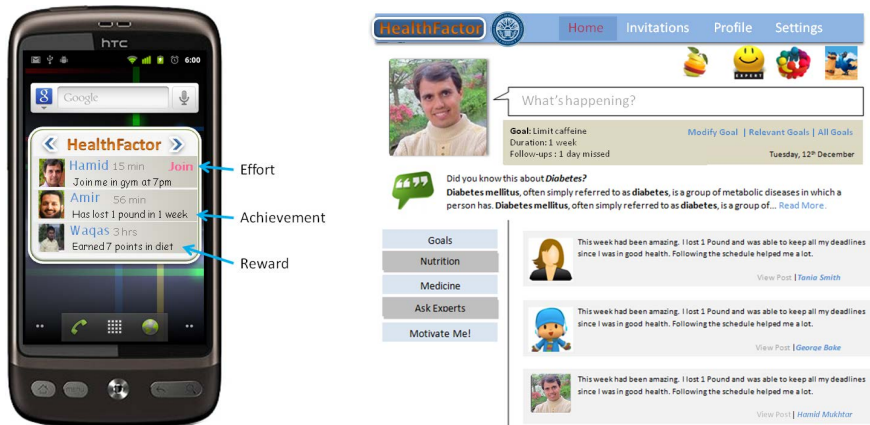 hTC
6:00
Google
HealthFactor
Hamid 15 min Join
Join me in gym at 7pm
Amir 56 min
Has lost 1 pound in 1 week
Waqas 3 hrs
Earned 7 points in diet
MENU
Effort
Achievement
Reward
HealthFactor
Home Invitations Profile Settings
EXPERT
What's happening?
Goal: Limit caffeine
Duration: 1 week
Follow-ups : 1 day missed
Modify Goal | Relevant Goals | All Goals
Tuesday, 12th December
Did you know this about Diabetes?
Diabetes mellitus, often simply referred to as diabetes, is a group of metabolic diseases in which a
person has. Diabetes mellitus, often simply referred to as diabetes, is a group of... Read More.
Goals
Nutrition
Medicine
Ask Experts
Motivate Me!
This week had been amazing. I lost 1 Pound and was able to keep all my deadlines
since I was in good health. Following the schedule helped me a lot.
View Post | Tania Smith
This week had been amazing. I lost 1 Pound and was able to keep all my deadlines
since I was in good health. Following the schedule helped me a lot.
View Post | George Bake
This week had been amazing. I lost 1 Pound and was able to keep all my deadlines
since I was in good health. Following the schedule helped me a lot.
View Post | Hamid Mukhtar